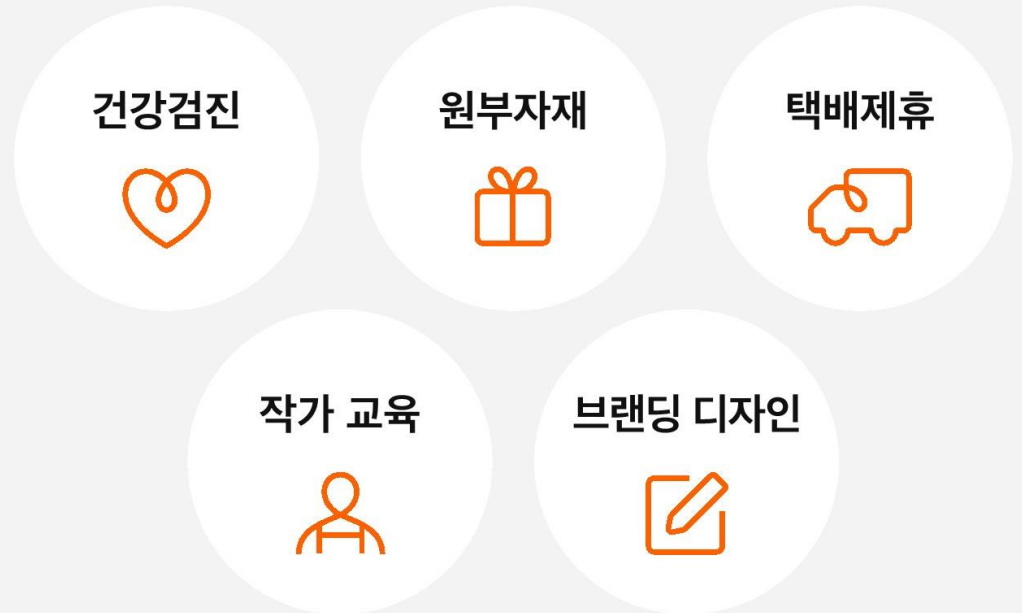 건강검진
원부자재
택배제휴
작가 교육
브랜딩 디자인